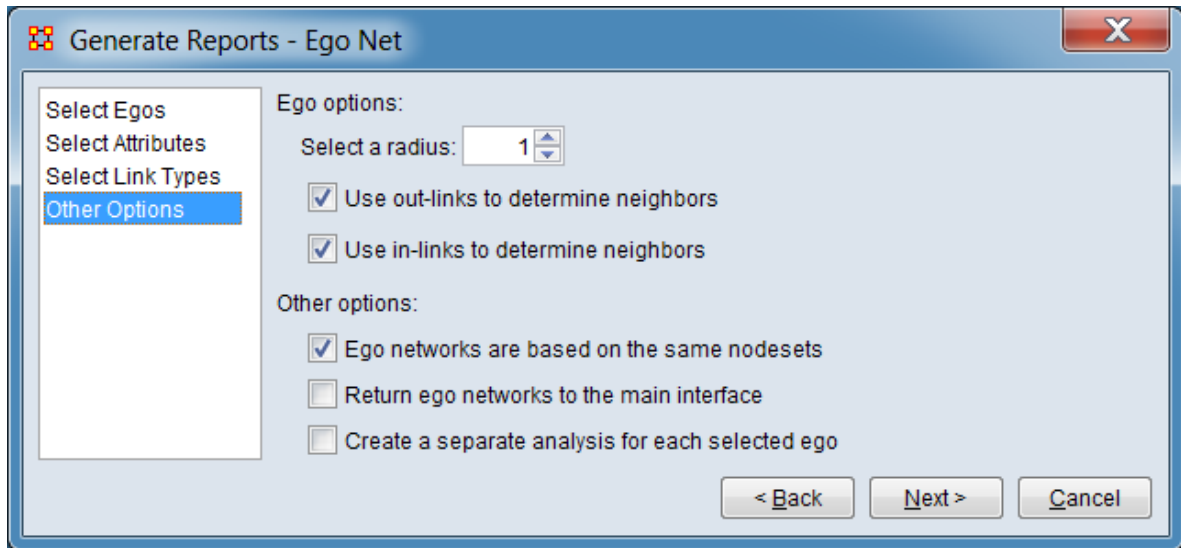 Generate Reports - Ego Net
X
Select Egos
Select Attributes
Select Link Types
Other Options
Ego options:
Select a radius: 1
Use out-links to determine neighbors
Use in-links to determine neighbors
Other options:
Ego networks are based on the same nodesets
Return ego networks to the main interface
Create a separate analysis for each selected ego
< Back
Next >
Cancel